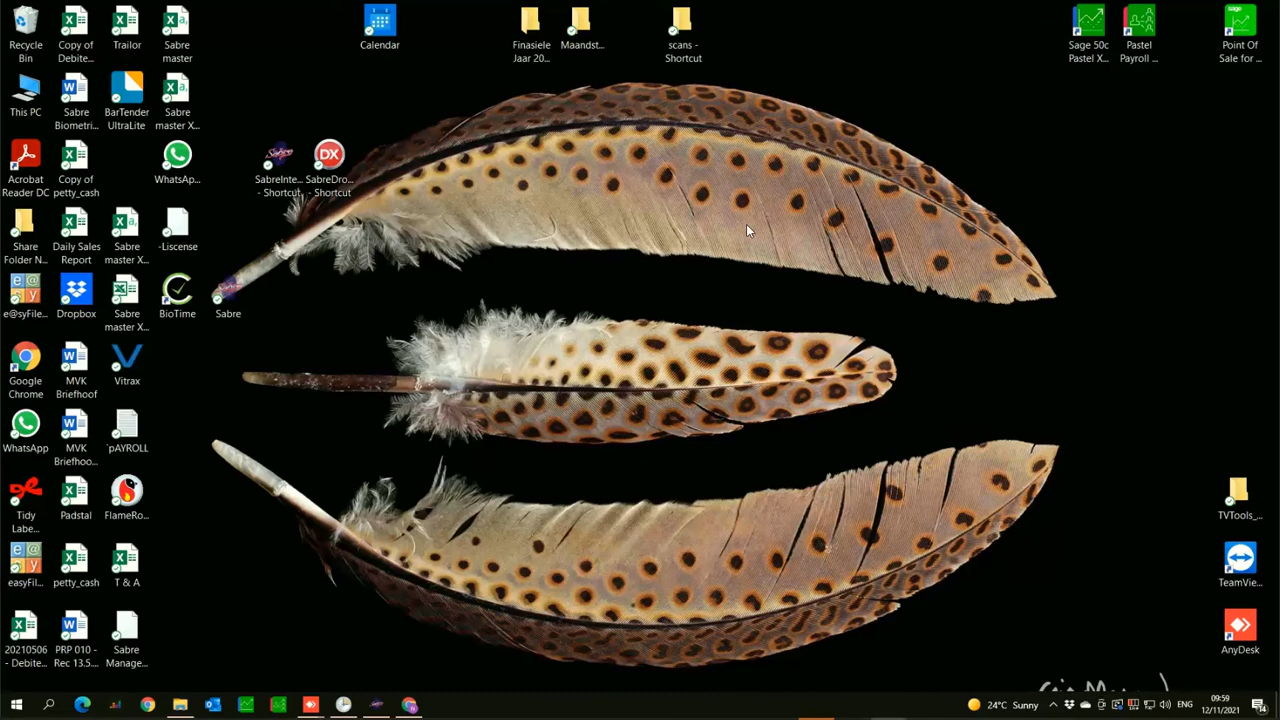 Recycle
Bin
Copy of
Debite...
Trailor
Sabre
master
Calendar
Finasiele
Jaar 20...
Maandst...
scans -
Shortcut
Sage 50c
Pastel X...
Pastel
Payroll ...
sage
Point Of
Sale for ...
This PC
Sabre
Biometri...
BarTender
UltraLite
Sabre
master X...
Acrobat
Reader DC
Copy of
petty_cash
WhatsAp...
SabreInte...
- Shortcut
DX
SabreDro...
- Shortcut
Share
Folder N...
Daily Sales
Report
Sabre
master X...
-Liscense
e@syFile...
Dropbox
Sabre
master X...
BioTime
Sabre
Google
Chrome
MVK
Briefhoof
Vitrax
WhatsApp
MVK
Briefhoo...
`pAYROLL
Tidy
Labe...
Padstal
FlameRo...
TVTools_...
easyFil...
petty_cash
T & A
TeamVie...
20210506
- Debite...
PRP 010 -
Rec 13.5...
Sabre
Manage...
AnyDesk
24°C Sunny
ENG
09:59
12/11/2021